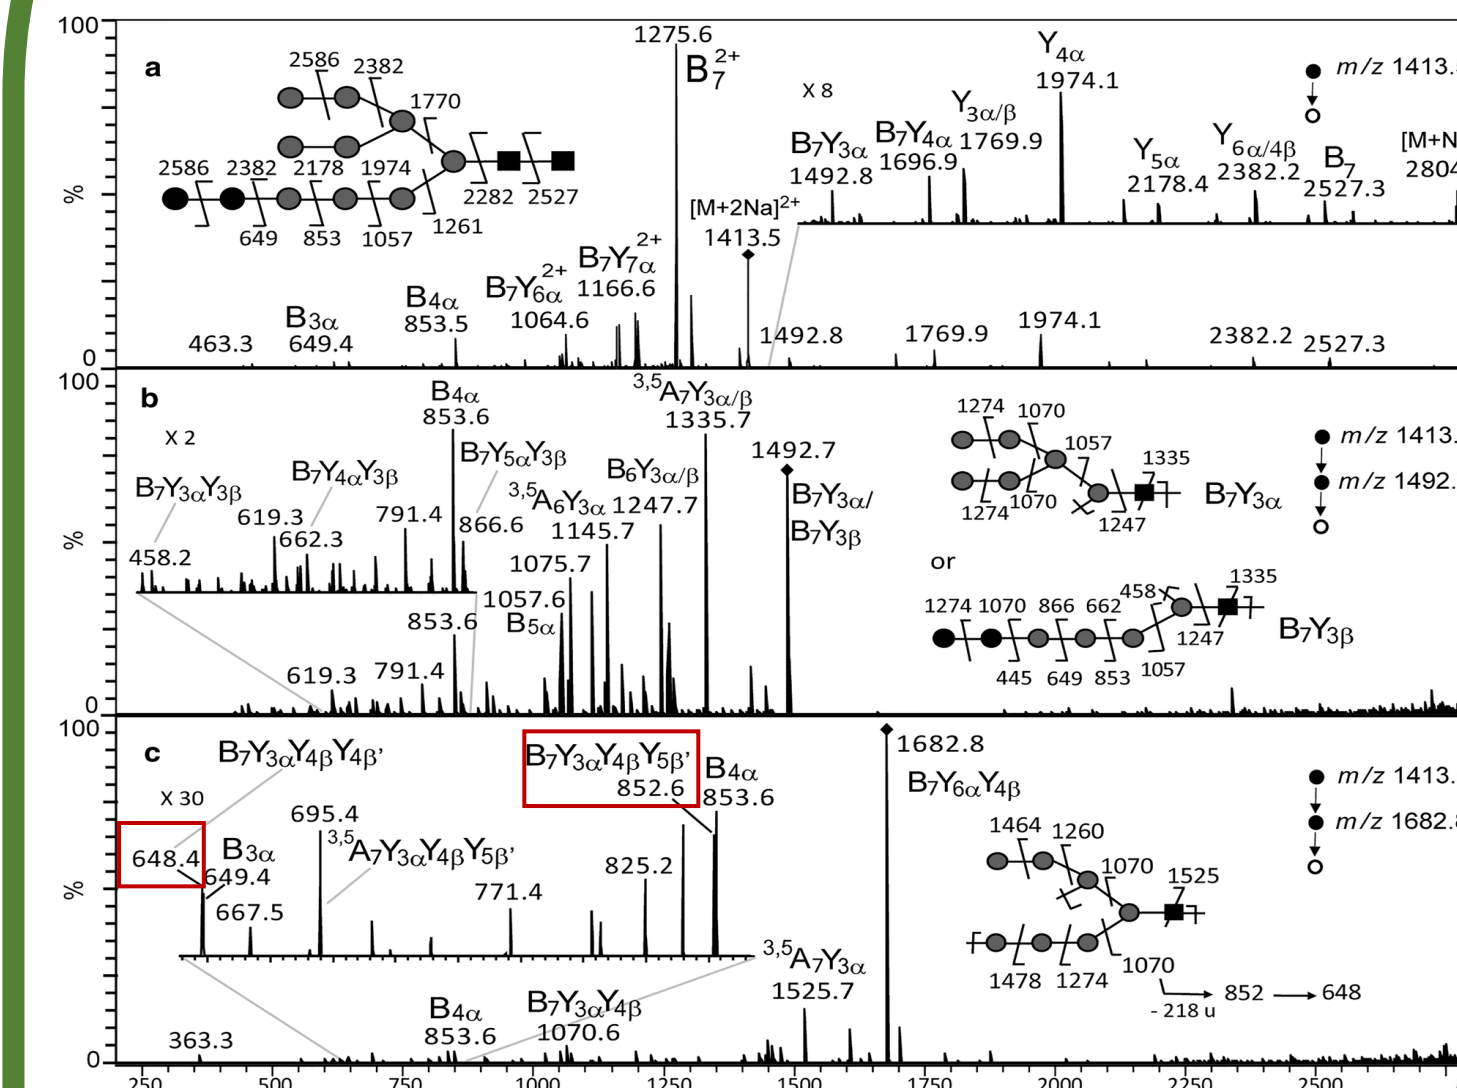 100
1275.6
a
B7 2+
2586
2382
1770
2586 2382 2178 1974
2282 2527
649 853 1057
1261
%
X 8
B7Y3α
1492.8
B7Y4α
1696.9
Y3α/β
1769.9
Y4α
1974.1
Y5α
2178.4
Y6α/4β
2382.2
B7
2527.3
[M+N
2804
m/z 1413.
[M+2Na]2+
1413.5
B7Y7α 2+
1166.6
B7Y6α 2+
1064.6
B4α
853.5
B3α
649.4
463.3
1492.8
1769.9
1974.1
2382.2
2527.3
0
100
b
X 2
B4α
853.6
3,5A7Y3α/β
1335.7
1492.7
B7Y3α/
B7Y3β
B7Y3αY3β
458.2
B7Y4αY3β
619.3
662.3
791.4
B7Y5αY3β
866.6
3,5A6Y3α
1145.7
B6Y3α/β
1247.7
1075.7
1057.6
B5α
853.6
619.3
791.4
%
1274
1070
1057
1335
1274
1070
1247
B7Y3α
or
458
1335
1274 1070 866 662
1247
445 649 853
1057
B7Y3β
m/z 1413.
m/z 1492.
0
100
c
B7Y3αY4βY4β’
X 30
648.4
B3α
649.4
667.5
695.4
3,5A7Y3αY4βY5β’
771.4
B7Y3αY4βY5β’
852.6
B4α
853.6
825.2
%
1682.8
B7Y6αY4β
3,5A7Y3α
1525.7
363.3
B4α
853.6
B7Y3αY4β
1070.6
1464
1260
1070
1525
1478 1274
1070
- 218 u
852
648
m/z 1413.
m/z 1682.8
0
250 500 750 1000 1250 1500 1750 2000 2250 2500